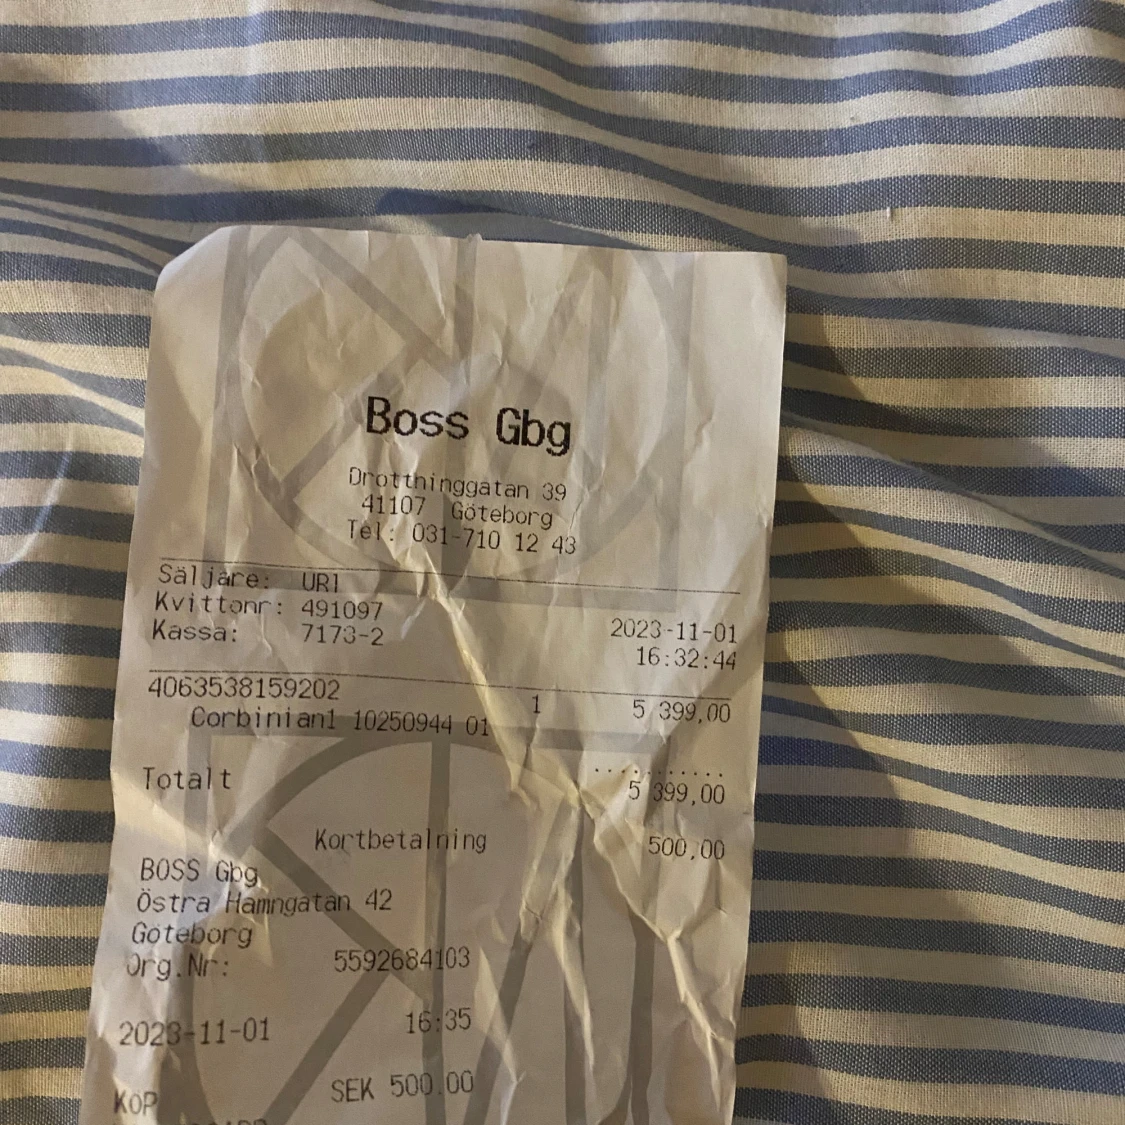 Boss Gbg
Drottninggatan 39
41107 Göteborg
Tel: 031-710 12 43
Säljare: UR1
Kvittonr: 491097
Kassa: 7173-2
2023-11-01
16:32:44
4063538159202 1 5 399,00
Corbinian1 10250944 01
...........
Totalt 5 399,00
Kortbetalning 500,00
BOSS Gbg
Östra Hamngatan 42
Göteborg
Org.Nr: 5592684103
2023-11-01 16:35
KÖP SEK 500.00